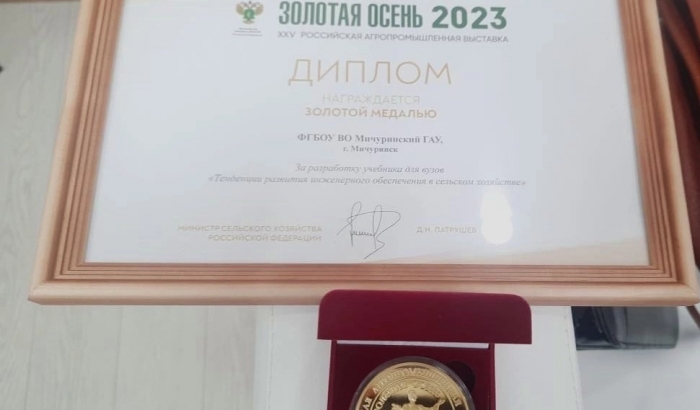 ЗОЛОТАЯ ОСЕНЬ 2023
XXV РОССИЙСКАЯ АГРОПРОМЫШЛЕННАЯ ВЫСТАВКА
ДИПЛОМ
НАГРАЖДАЕТСЯ
ЗОЛОТОЙ МЕДАЛЬЮ
ФГБОУ ВО Мичуринский ГАУ,
г. Мичуринск
За разработку учебника для вузов
«Тенденции развития инженерного обеспечения в сельском хозяйстве»
МИНИСТР СЕЛЬСКОГО ХОЗЯЙСТВА
РОССИЙСКОЙ ФЕДЕРАЦИИ
Д.Н. ПАТРУШЕВ